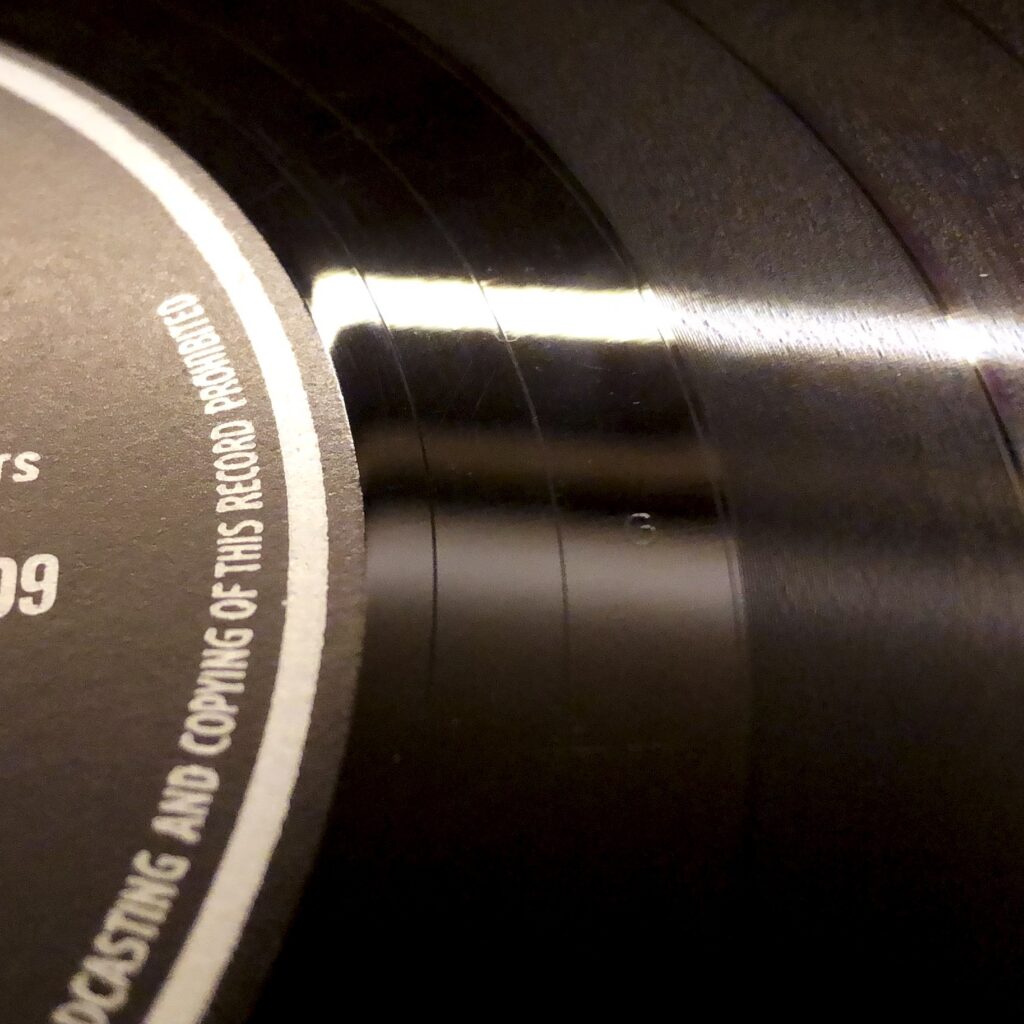 rs
09
DCASTING AND COPYING OF THIS RECORD PROHIBITED
G